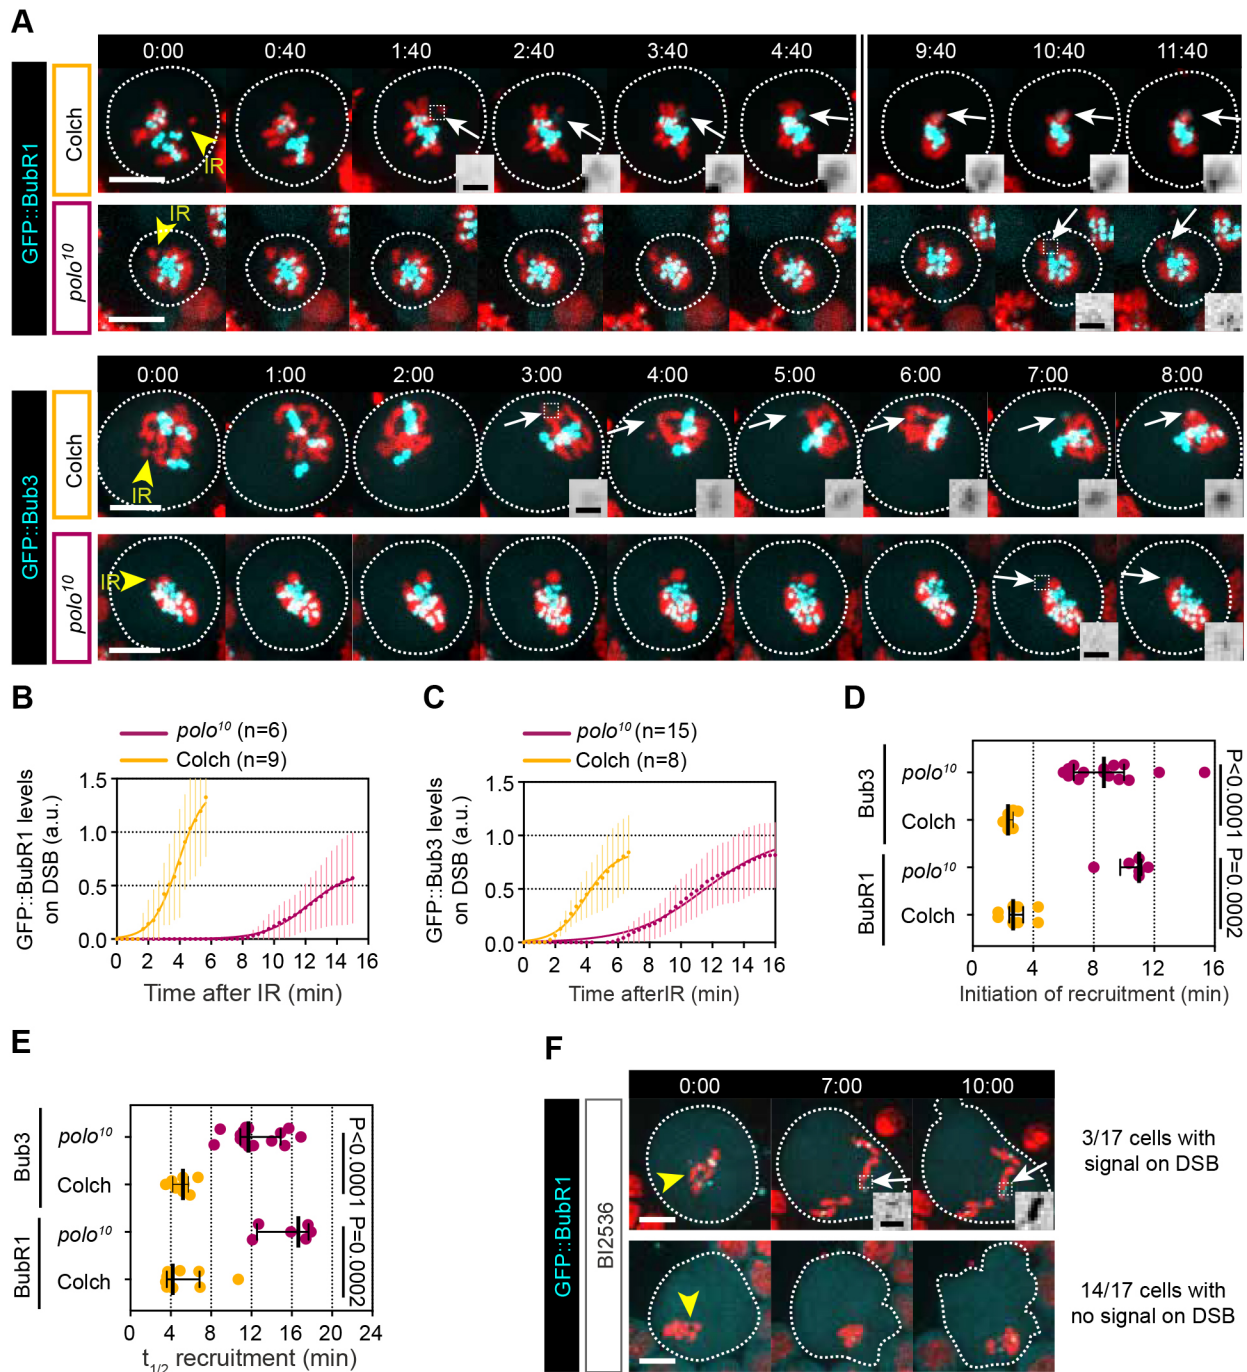 A
0:00 0:40 1:40 2:40 3:40 4:40 9:40 10:40 11:40
GFP::BubR1
Colch
IR
polo¹⁰
IR
0:00 1:00 2:00 3:00 4:00 5:00 6:00 7:00 8:00
GFP::Bub3
Colch
IR
polo¹⁰
IR
B
polo¹⁰ (n=6)
Colch (n=9)
GFP::BubR1 levels
on DSB (a.u.)
1.5
1.0
0.5
0.0
0 2 4 6 8 10 12 14 16
Time after IR (min)
C
polo¹⁰ (n=15)
Colch (n=8)
GFP::Bub3 levels
on DSB (a.u.)
1.5
1.0
0.5
0.0
0 2 4 6 8 10 12 14 16
Time afterIR (min)
D
Bub3
polo¹⁰
Colch
BubR1
polo¹⁰
Colch
P<0.0001 P=0.0002
0 4 8 12 16
Initiation of recruitment (min)
E
Bub3
polo¹⁰
Colch
BubR1
polo¹⁰
Colch
P<0.0001 P=0.0002
0 4 8 12 16 20 24
t1/2 recruitment (min)
F
0:00 7:00 10:00
GFP::BubR1
BI2536
3/17 cells with
signal on DSB
14/17 cells with
no signal on DSB